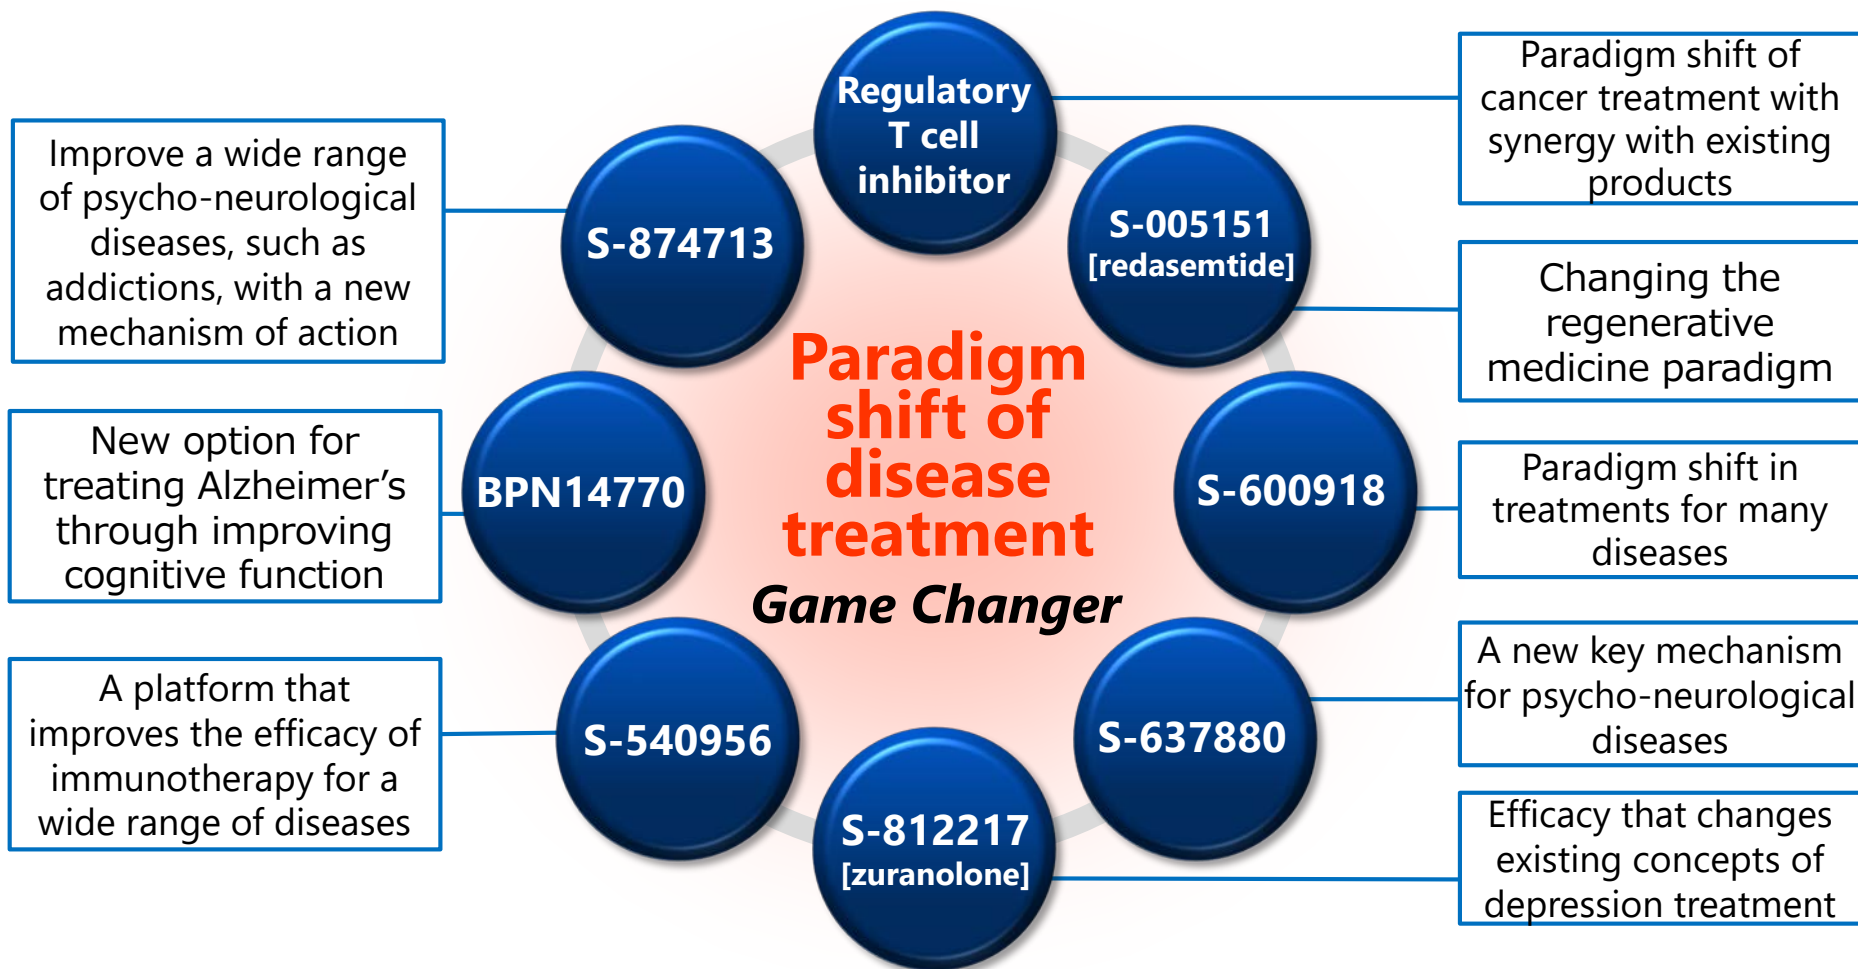 Regulatory
T cell
inhibitor
Paradigm shift of
cancer treatment with
synergy with existing
products
S-005151
[redasemtide]
Changing the
regenerative
medicine paradigm
S-600918
Paradigm shift in
treatments for many
diseases
S-637880
A new key mechanism
for psycho-neurological
diseases
S-812217
[zuranolone]
Efficacy that changes
existing concepts of
depression treatment
S-540956
A platform that
improves the efficacy of
immunotherapy for a
wide range of diseases
BPN14770
New option for
treating Alzheimer’s
through improving
cognitive function
S-874713
Improve a wide range
of psycho-neurological
diseases, such as
addictions, with a new
mechanism of action
Paradigm
shift of
disease
treatment
Game Changer